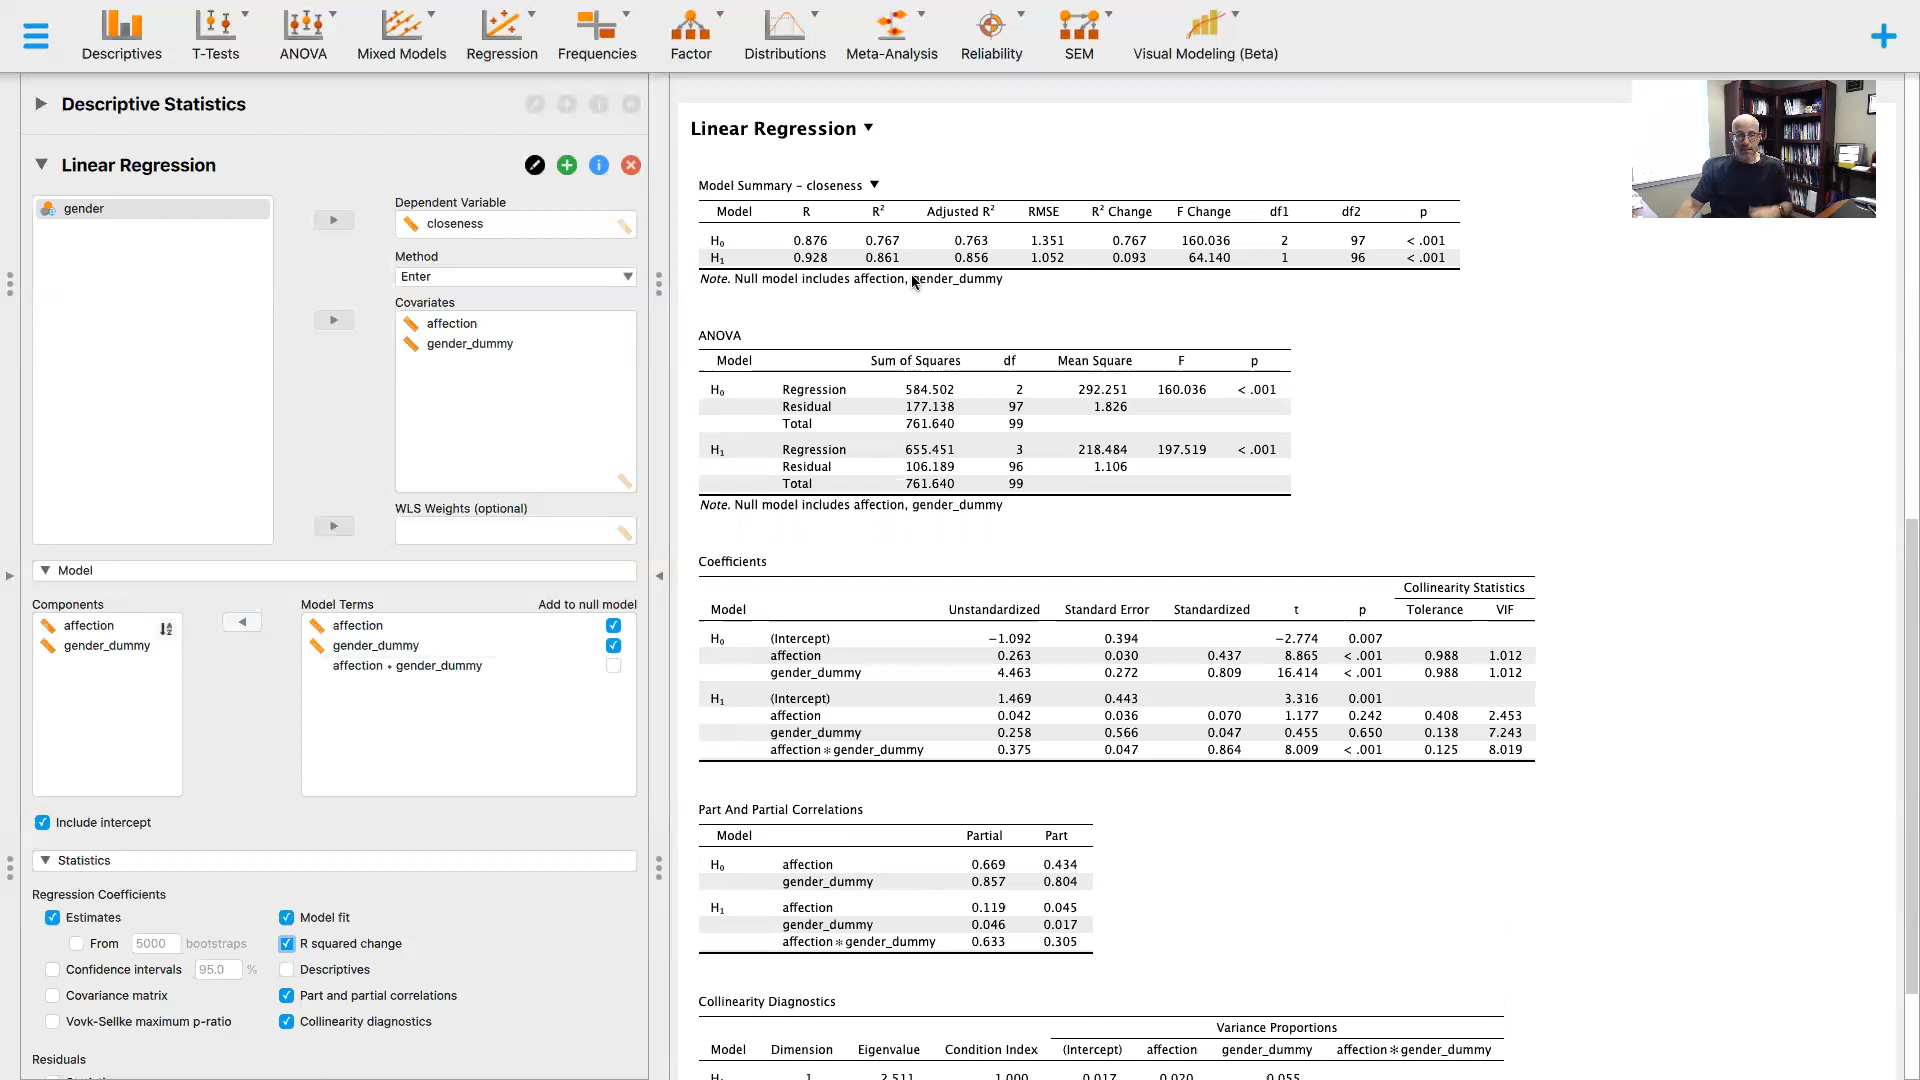 Descriptives T-Tests ANOVA Mixed Models Regression Frequencies Factor Distributions Meta-Analysis Reliability SEM Visual Modeling (Beta)
Descriptive Statistics
Linear Regression
gender
Dependent Variable
closeness
Method
Enter
Covariates
affection
gender_dummy
WLS Weights (optional)
Model
Components
affection
gender_dummy
Model Terms Add to null model
affection
gender_dummy
affection * gender_dummy
Include intercept
Statistics
Regression Coefficients
Estimates
From 5000 bootstraps
Confidence intervals 95.0 %
Covariance matrix
Vovk-Sellke maximum p-ratio
Model fit
R squared change
Descriptives
Part and partial correlations
Collinearity diagnostics
Residuals
Linear Regression
Model Summary - closeness
Model R R² Adjusted R² RMSE R² Change F Change df1 df2 p
H₀ 0.876 0.767 0.763 1.351 0.767 160.036 2 97 < .001
H₁ 0.928 0.861 0.856 1.052 0.093 64.140 1 96 < .001
Note. Null model includes affection, gender_dummy
ANOVA
Model Sum of Squares df Mean Square F p
H₀ Regression 584.502 2 292.251 160.036 < .001
Residual 177.138 97 1.826
Total 761.640 99
H₁ Regression 655.451 3 218.484 197.519 < .001
Residual 106.189 96 1.106
Total 761.640 99
Note. Null model includes affection, gender_dummy
Coefficients
Collinearity Statistics
Model Unstandardized Standard Error Standardized t p Tolerance VIF
H₀ (Intercept) −1.092 0.394 −2.774 0.007
affection 0.263 0.030 0.437 8.865 < .001 0.988 1.012
gender_dummy 4.463 0.272 0.809 16.414 < .001 0.988 1.012
H₁ (Intercept) 1.469 0.443 3.316 0.001
affection 0.042 0.036 0.070 1.177 0.242 0.408 2.453
gender_dummy 0.258 0.566 0.047 0.455 0.650 0.138 7.243
affection * gender_dummy 0.375 0.047 0.864 8.009 < .001 0.125 8.019
Part And Partial Correlations
Model Partial Part
H₀ affection 0.669 0.434
gender_dummy 0.857 0.804
H₁ affection 0.119 0.045
gender_dummy 0.046 0.017
affection * gender_dummy 0.633 0.305
Collinearity Diagnostics
Variance Proportions
Model Dimension Eigenvalue Condition Index (Intercept) affection gender_dummy affection * gender_dummy
1 2.511 1.000 0.017 0.020 0.055